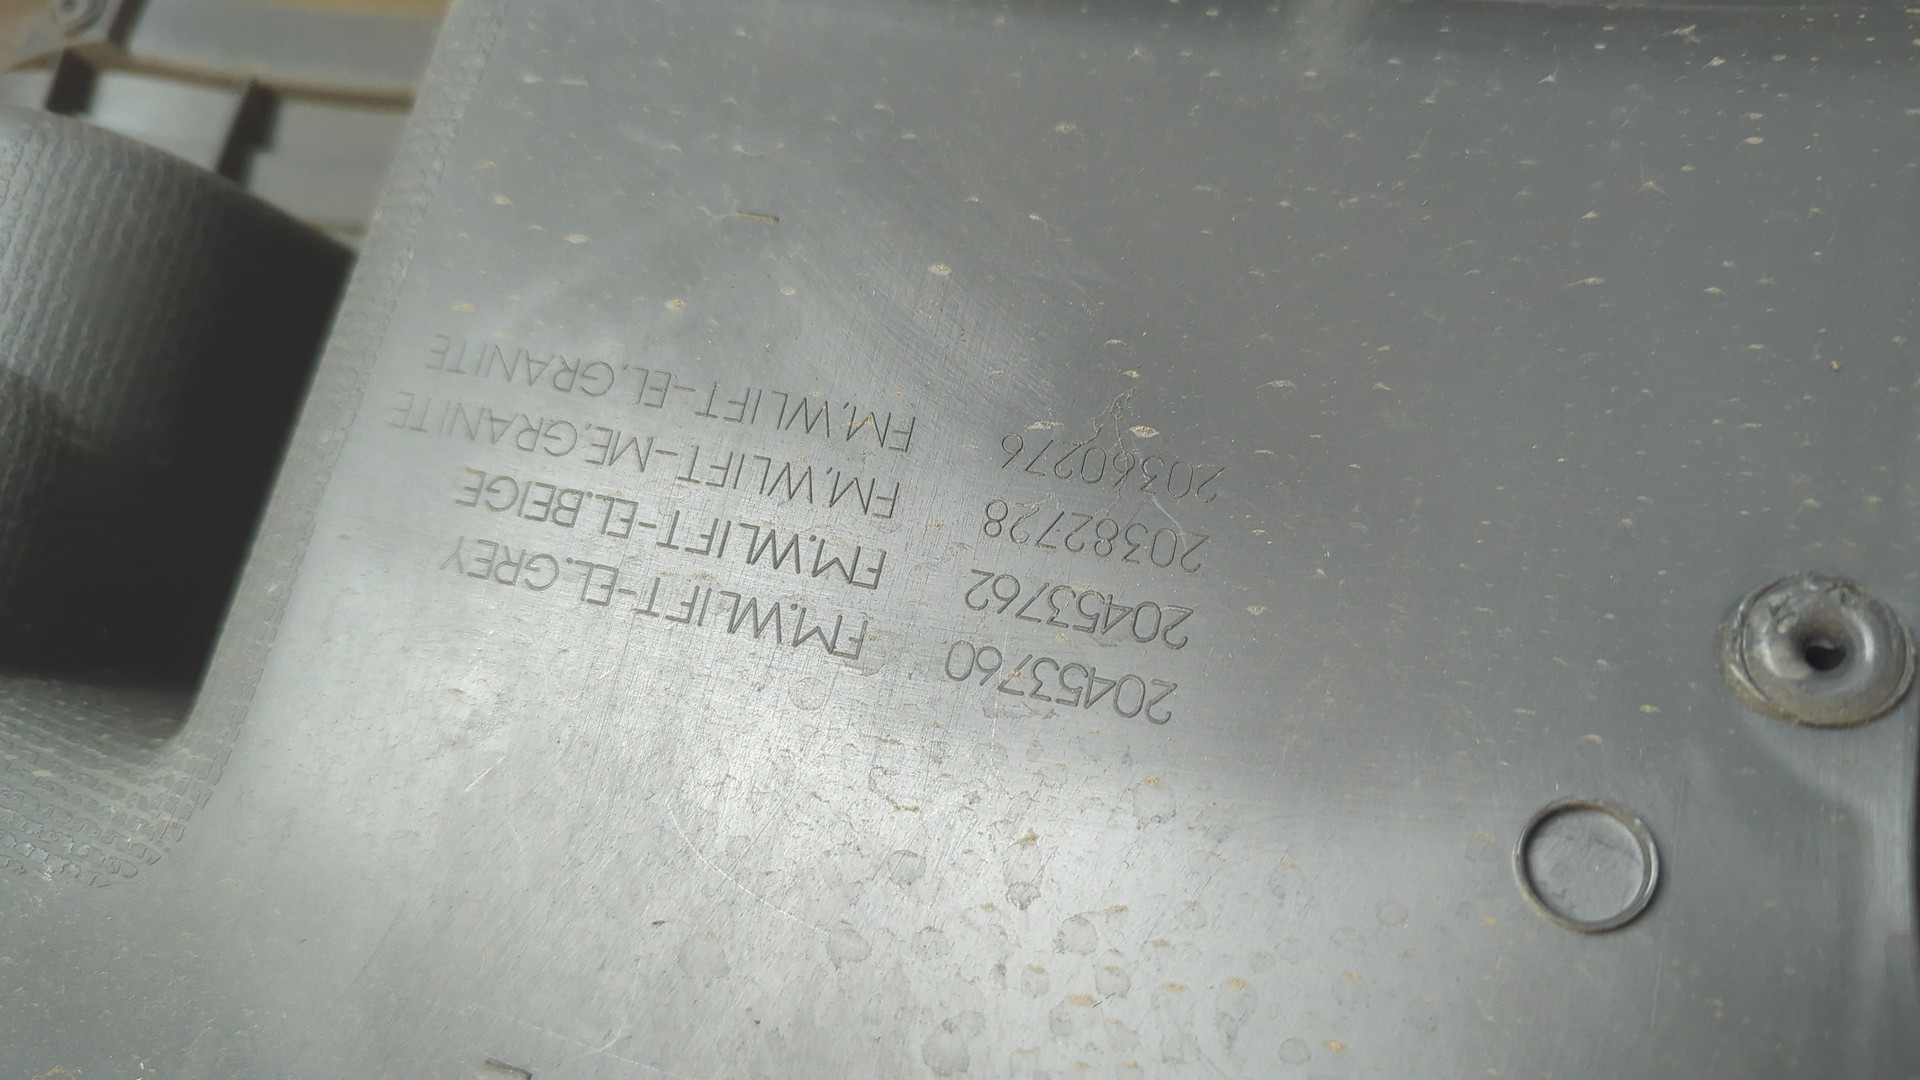 20453760 FM.WLIFT-EL.GREY
20453762 FM.WLIFT-EL.BEIGE
20382728 FM.WLIFT-ME.GRANITE
20360276 FM.WLIFT-EL.GRANITE